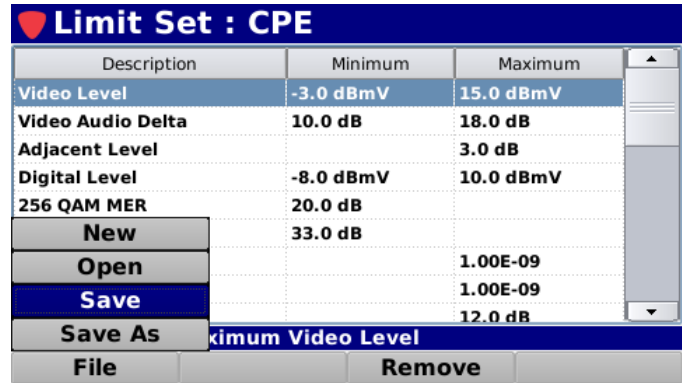 Limit Set : CPE
Description Minimum Maximum
Video Level -3.0 dBmV 15.0 dBmV
Video Audio Delta 10.0 dB 18.0 dB
Adjacent Level 3.0 dB
Digital Level -8.0 dBmV 10.0 dBmV
256 QAM MER 20.0 dB
New 33.0 dB
Open 1.00E-09
Save 1.00E-09
12.0 dB
Save As ximum Video Level
File Remove